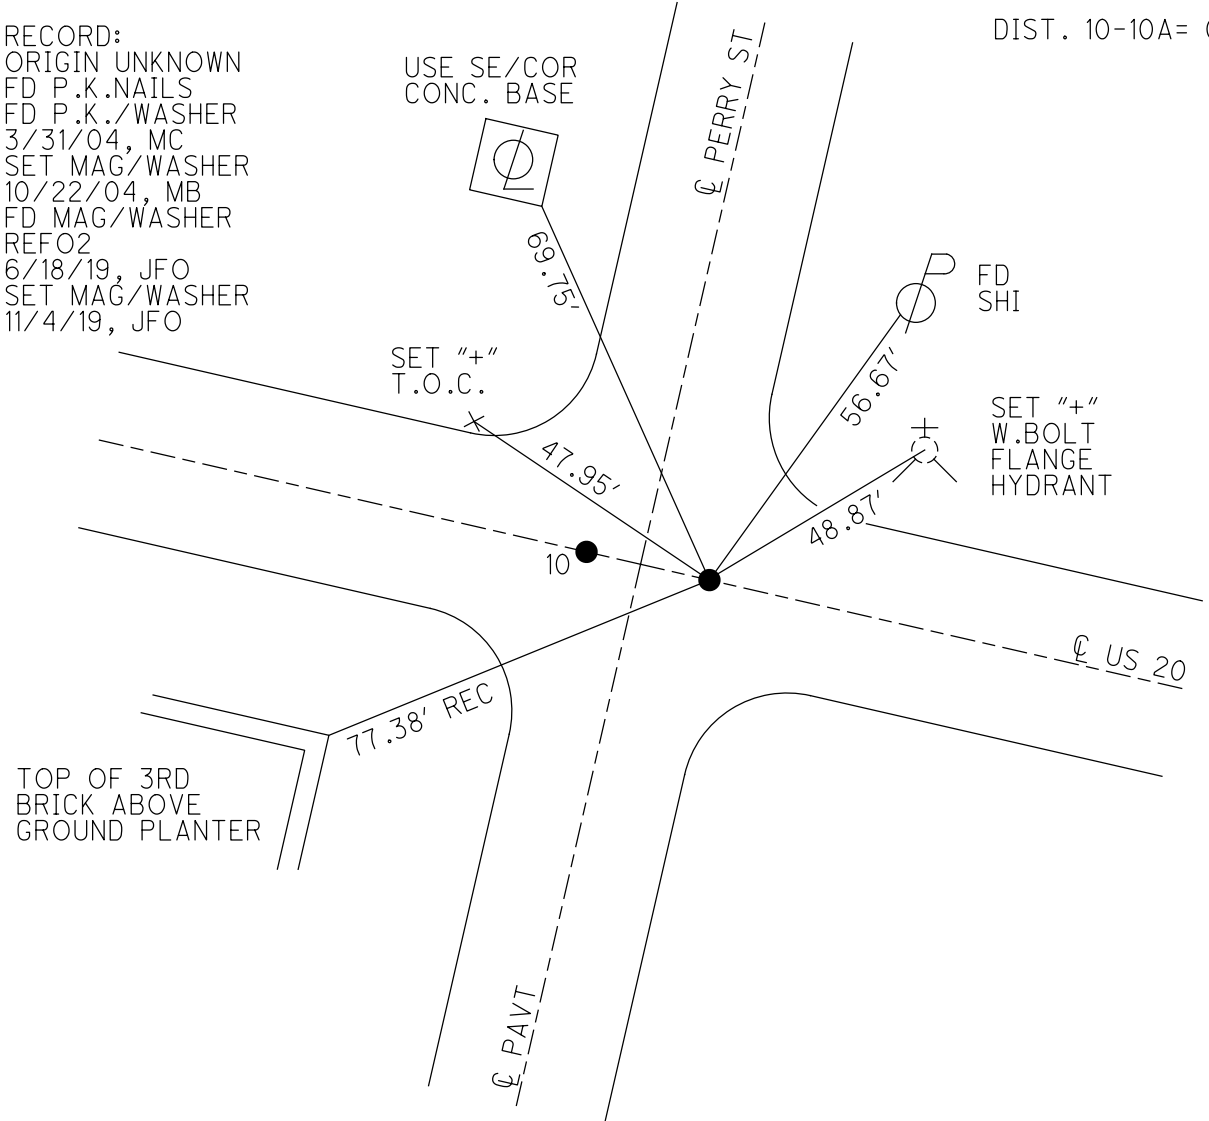 RECORD:
ORIGIN UNKNOWN
FD P.K.NAILS
FD P.K./WASHER
3/31/04, MC
SET MAG/WASHER
10/22/04, MB
FD MAG/WASHER
REFO2
6/18/19, JFO
SET MAG/WASHER
11/4/19, JFO
USE SE/COR
CONC. BASE
DIST. 10-10A=
℄ PERRY ST
69.75'
FD
SHI
SET "+"
T.O.C.
56.67'
SET "+"
W.BOLT
FLANGE
HYDRANT
47.95'
48.87'
10
℄ US 20
77.38' REC
TOP OF 3RD
BRICK ABOVE
GROUND PLANTER
℄ PAVT